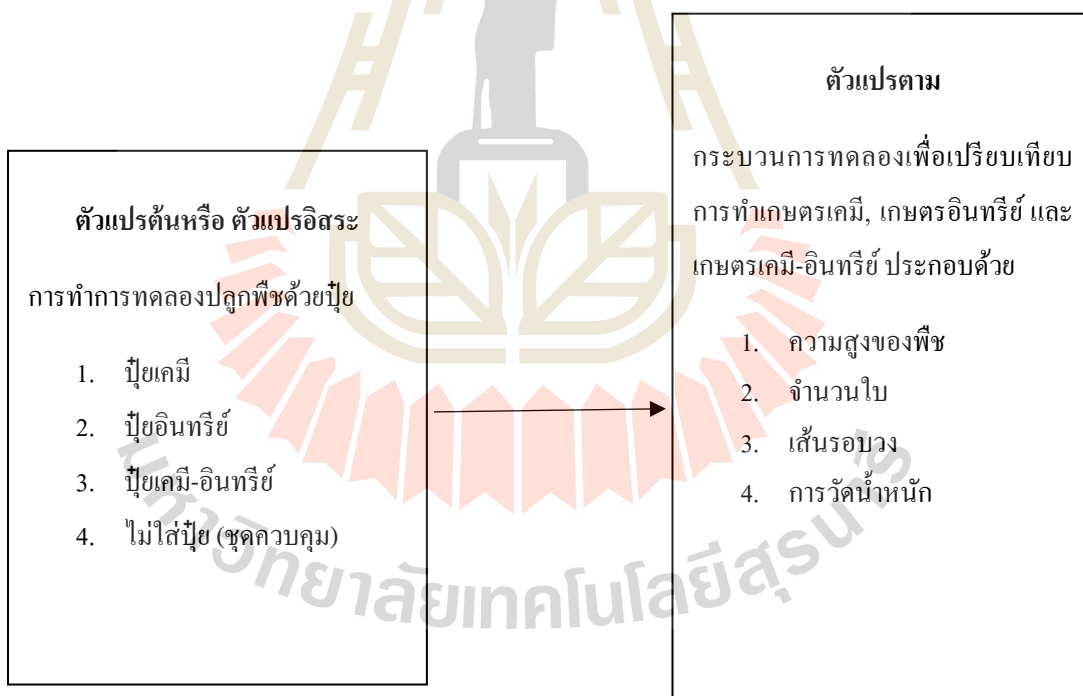 ตัวแปรต้นหรือ ตัวแปรอิสระ
การทำการทดลองปลูกพืชด้วยปุ๋ย
1. ปุ๋ยเคมี
2. ปุ๋ยอินทรีย์
3. ปุ๋ยเคมี-อินทรีย์
4. ไม่ใส่ปุ๋ย (ชุดควบคุม)
ตัวแปรตาม
กระบวนการทดลองเพื่อเปรียบเทียบ
การทำเกษตรเคมี, เกษตรอินทรีย์ และ
เกษตรเคมี-อินทรีย์ ประกอบด้วย
1. ความสูงของพืช
2. จำนวนใบ
3. เส้นรอบวง
4. การวัดน้ำหนัก
มหาวิทยาลัยเทคโนโลยีสุรนารี